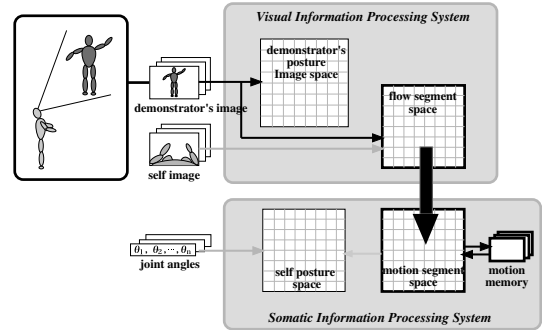 Visual Information Processing System
demonstrator's
posture
Image space
demonstrator's image
flow segment
space
self image
θ1, θ2,···, θn
joint angles
self posture
space
motion segment
space
motion
memory
Somatic Information Processing System